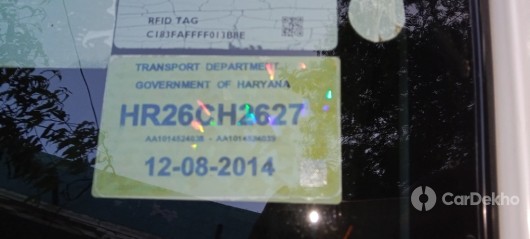 RFID TAG
TRANSPORT DEPARTMENT
GOVERNMENT OF HARYANA
HR26CH2627
12-08-2014
CarDekho